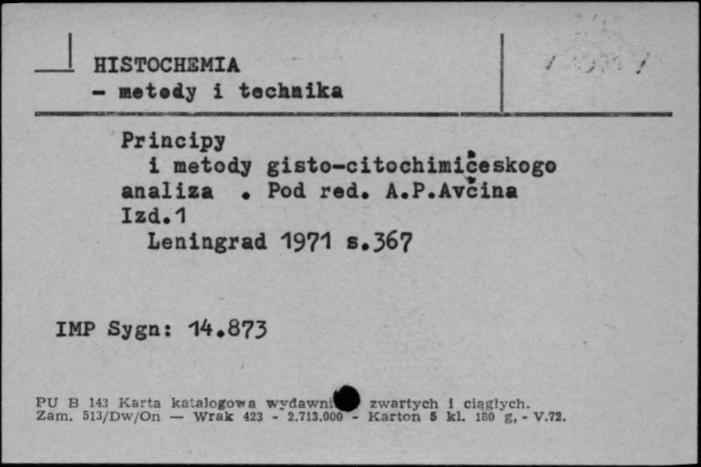 HISTOCHEMIA
- metody i technika
Principy
i metody gisto-citochimičeskogo
analiza . Pod red. A.P.Avčina
Izd.1
Leningrad 1971 s.367
IMP Sygn: 14.873
PU B 143 Karta katalogowa zwartych i ciągłych.
Zam. 513/Dw/On — Wrak 423 - 2.713.000 - Karton 5 kl. 180 g, - V.72.